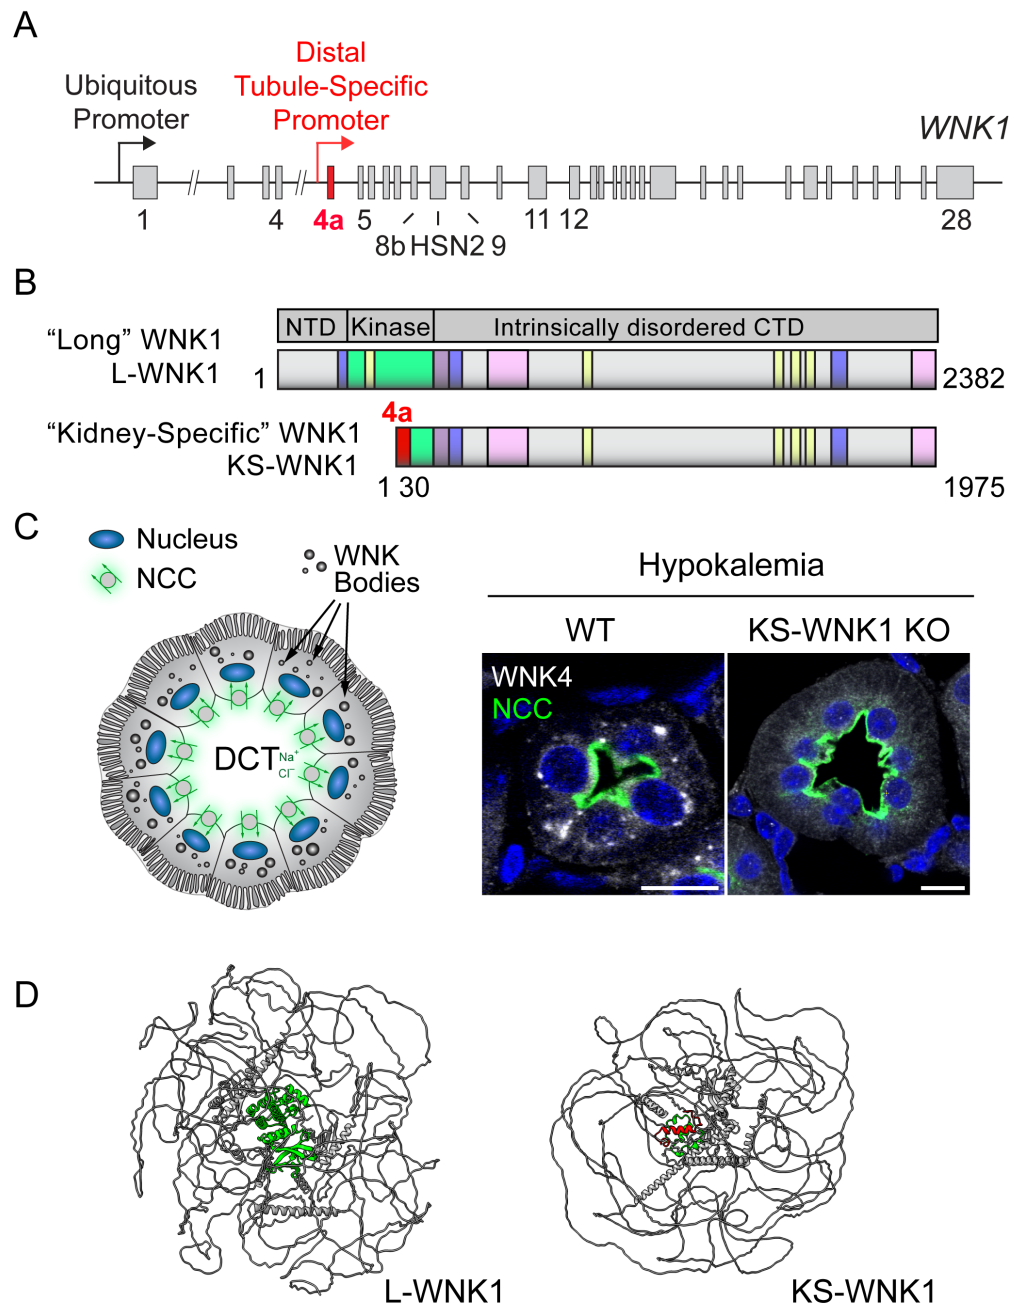 A
Ubiquitous
Promoter
Distal
Tubule-Specific
Promoter
WNK1
1
4
4a
5
8b
HSN2
9
11
12
28
B
"Long" WNK1
L-WNK1
NTD
Kinase
Intrinsically disordered CTD
1
2382
4a
"Kidney-Specific" WNK1
KS-WNK1
1 30
1975
C
Nucleus
NCC
WNK
Bodies
DCT
Na⁺
Cl⁻
Hypokalemia
WT
KS-WNK1 KO
WNK4
NCC
D
L-WNK1
KS-WNK1